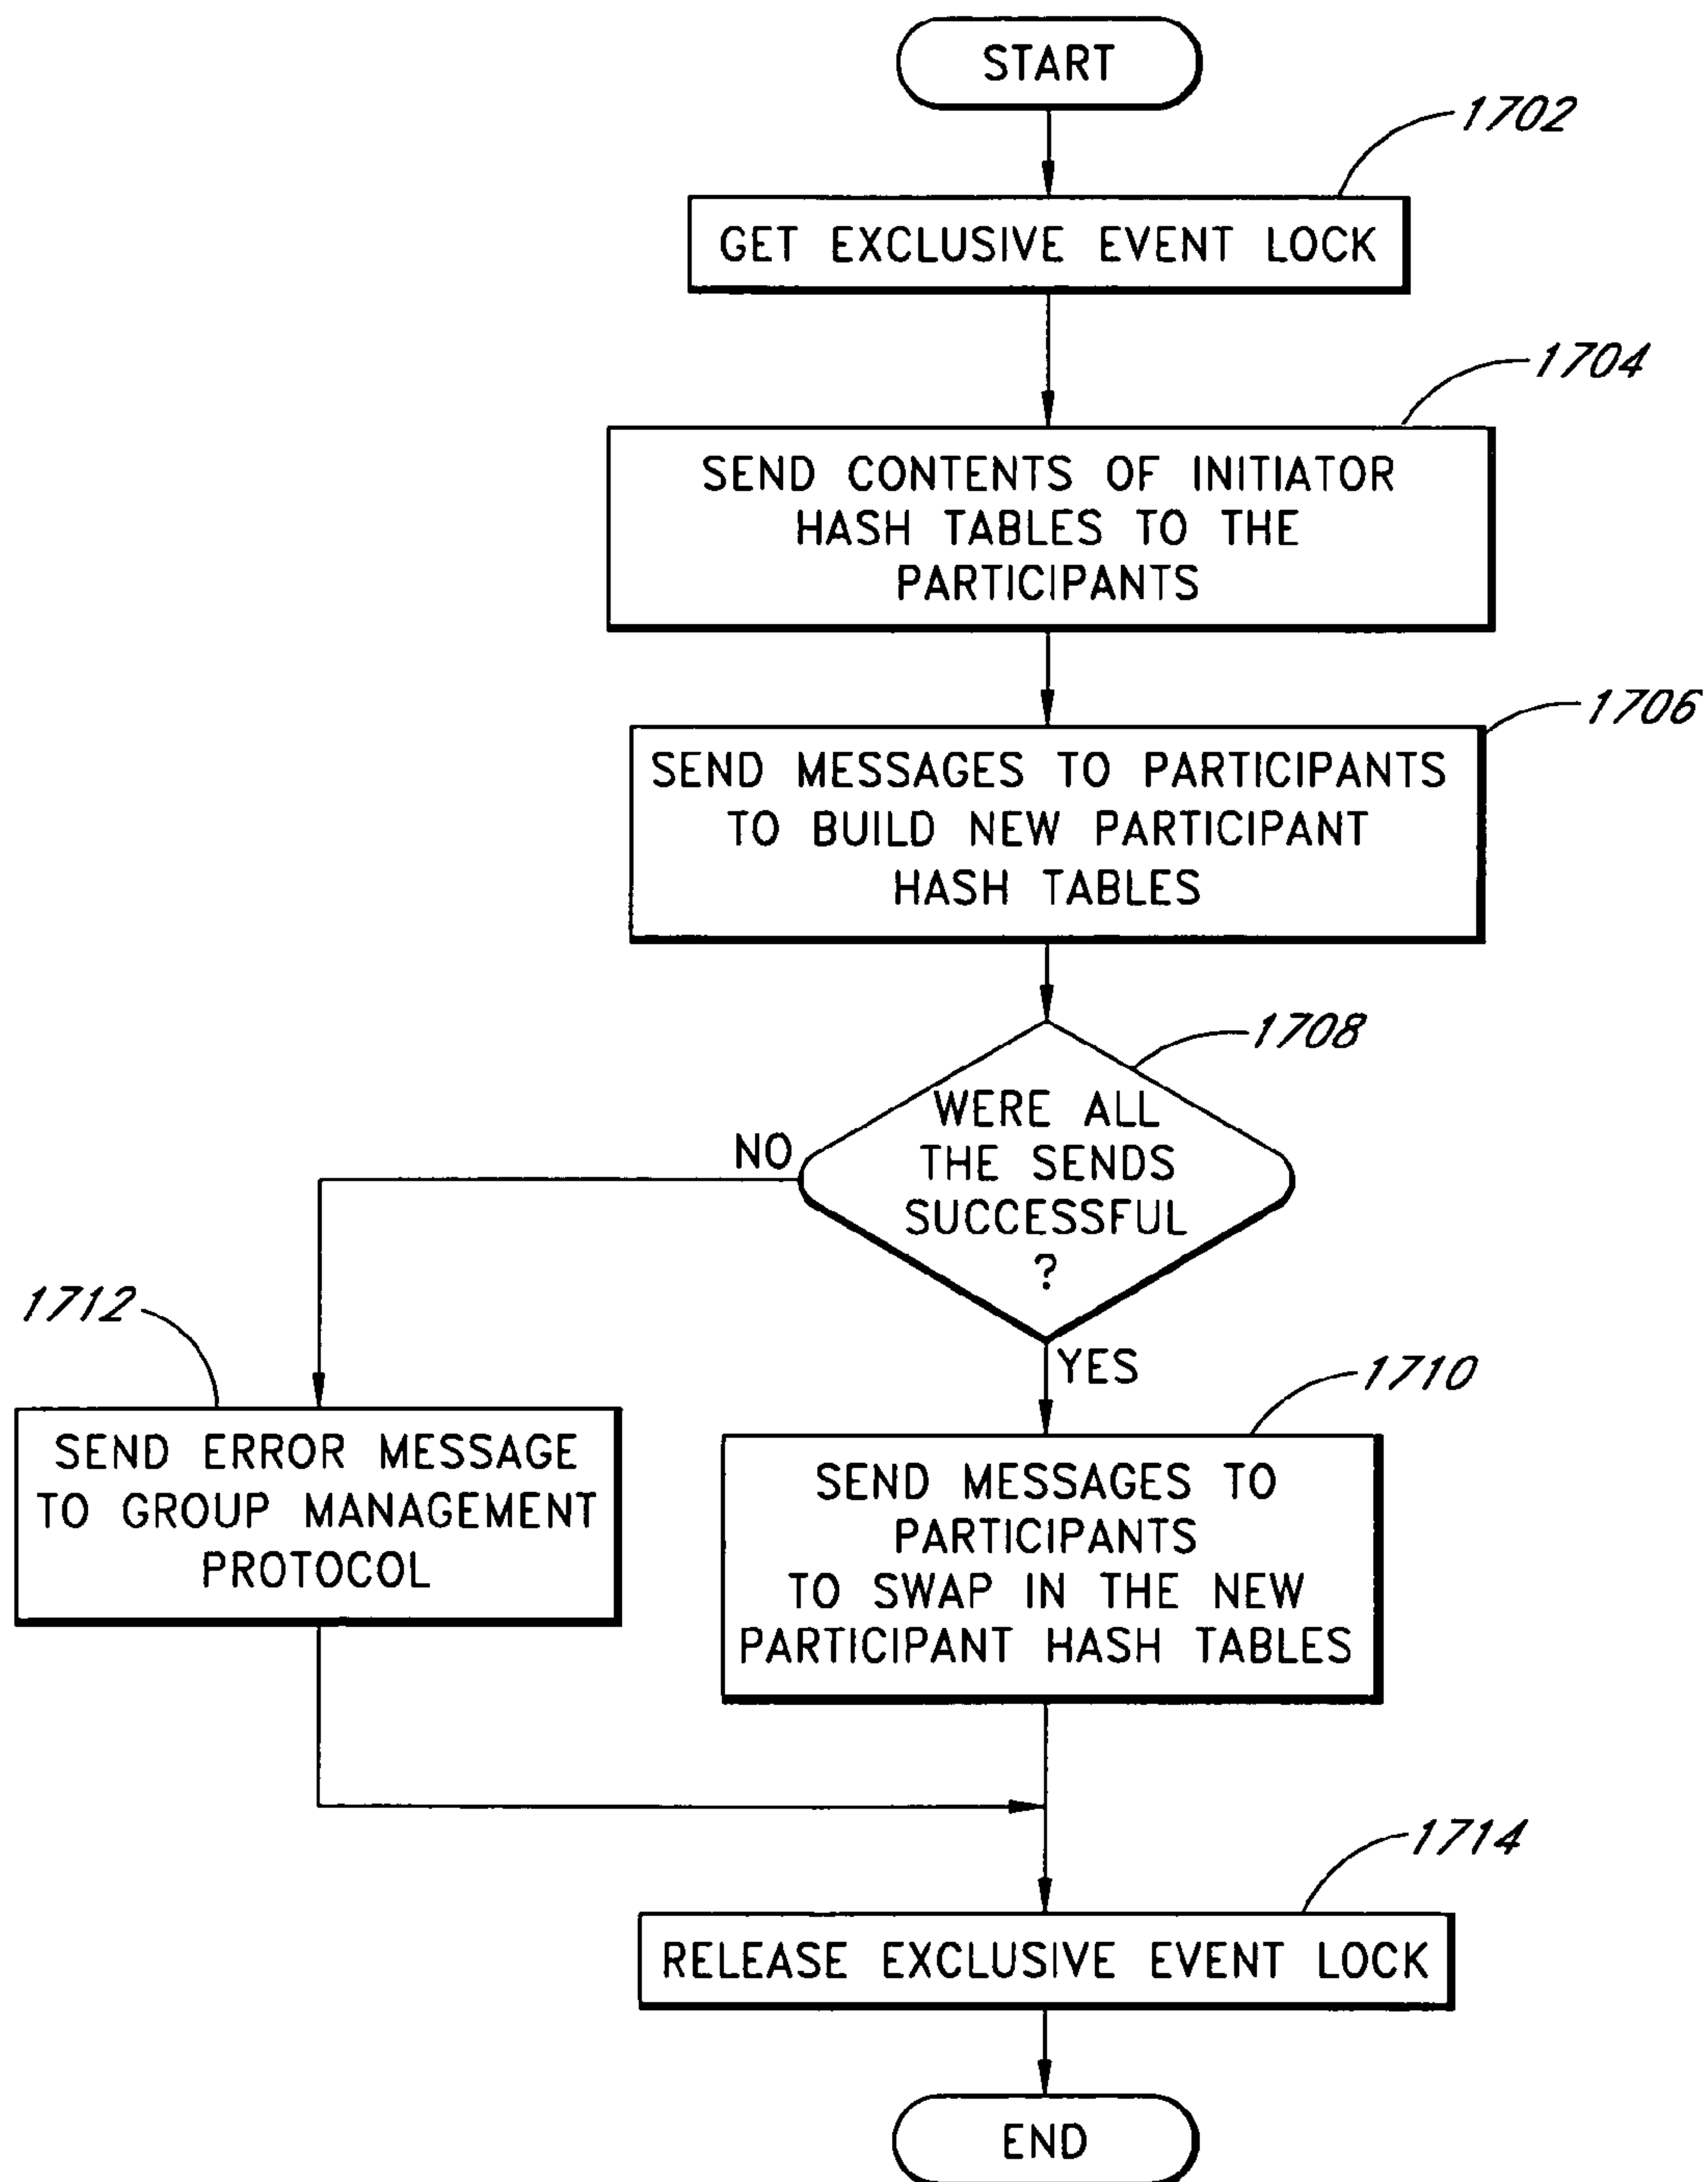 START
1702
GET EXCLUSIVE EVENT LOCK
1704
SEND CONTENTS OF INITIATOR
HASH TABLES TO THE
PARTICIPANTS
1706
SEND MESSAGES TO PARTICIPANTS
TO BUILD NEW PARTICIPANT
HASH TABLES
1708
WERE ALL
THE SENDS
SUCCESSFUL
?
NO
YES
1712
SEND ERROR MESSAGE
TO GROUP MANAGEMENT
PROTOCOL
1710
SEND MESSAGES TO
PARTICIPANTS
TO SWAP IN THE NEW
PARTICIPANT HASH TABLES
1714
RELEASE EXCLUSIVE EVENT LOCK
END